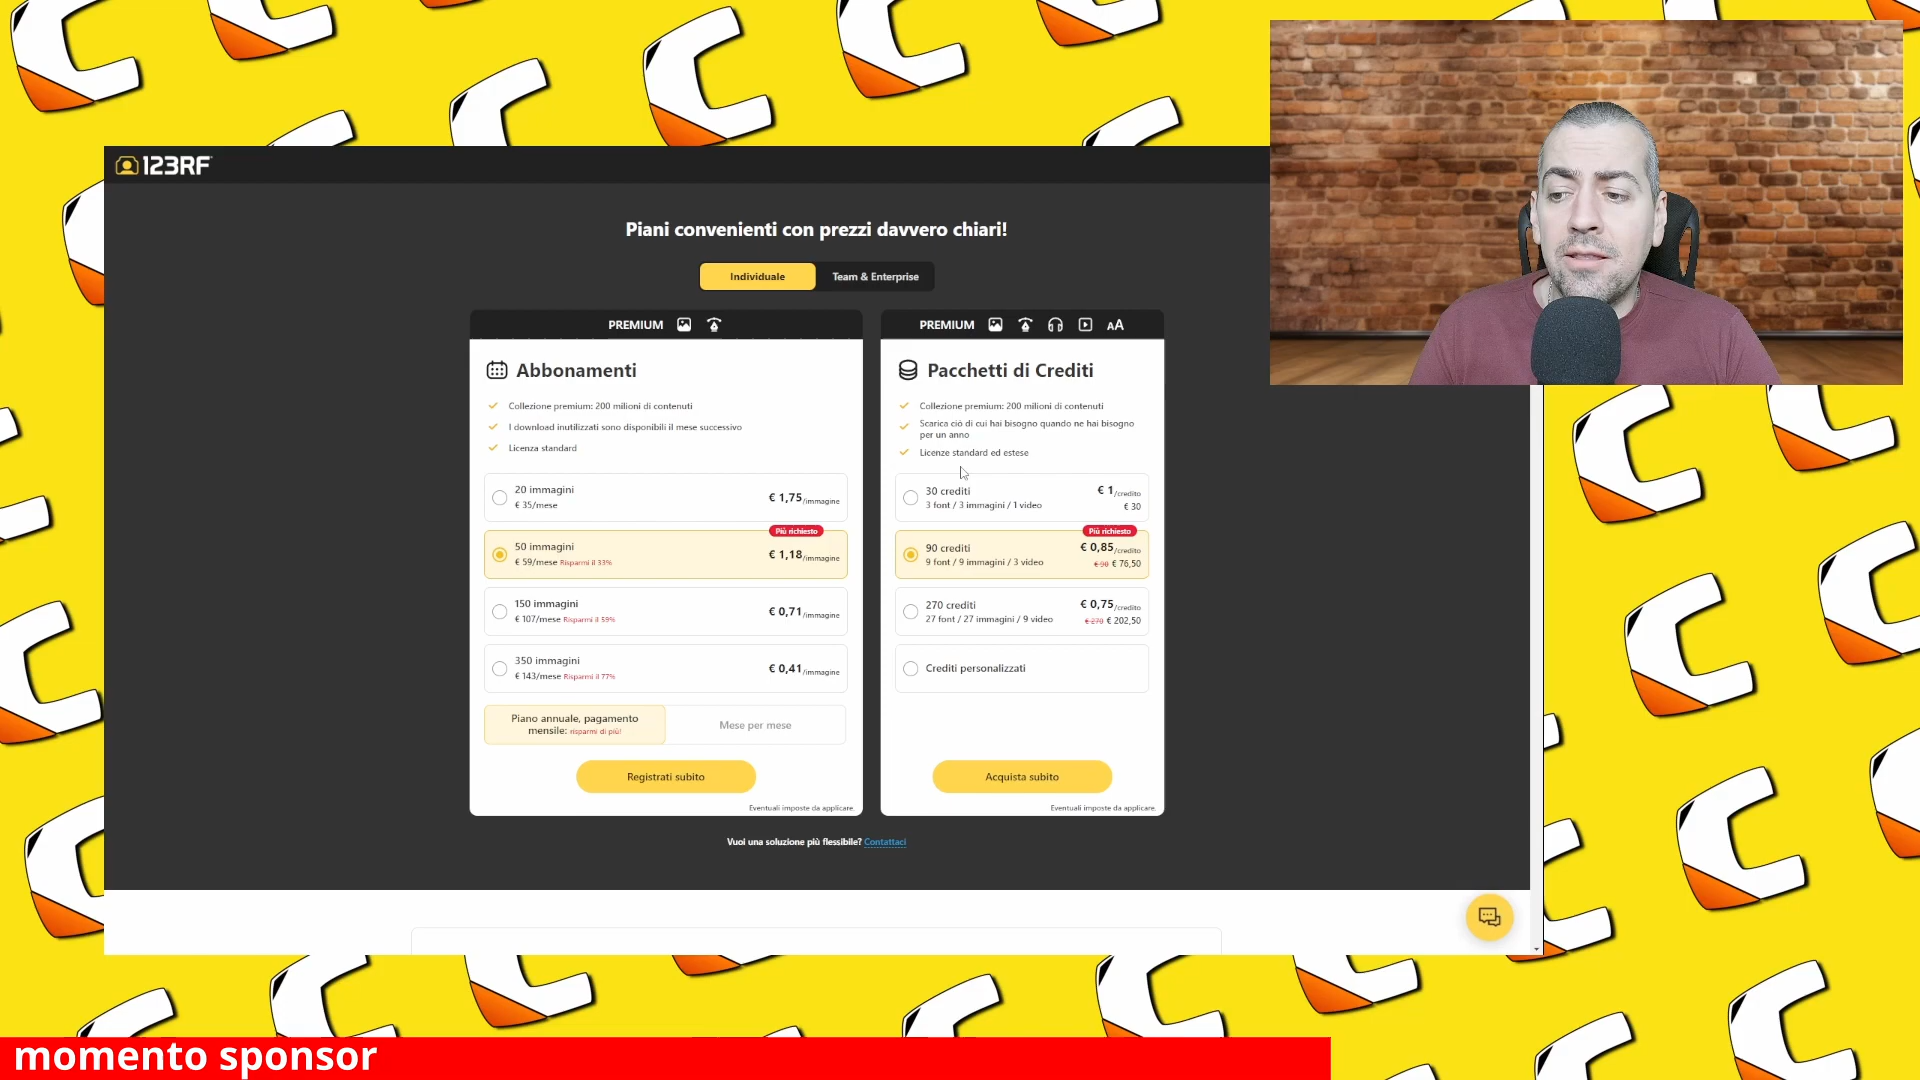 123RF
Piani convenienti con prezzi davvero chiari!
Individuale
Team & Enterprise
PREMIUM
Abbonamenti
Collezione premium: 200 milioni di contenuti
I download inutilizzati sono disponibili il mese successivo
Licenza standard
20 immagini
€ 35/mese
€ 1,75/immagine
Più richiesto
50 immagini
€ 59/mese Risparmi il 33%
€ 1,18/immagine
150 immagini
€ 107/mese Risparmi il 59%
€ 0,71/immagine
350 immagini
€ 143/mese Risparmi il 77%
€ 0,41/immagine
Piano annuale, pagamento
mensile: risparmi di più!
Mese per mese
Registrati subito
Eventuali imposte da applicare.
PREMIUM AA
Pacchetti di Crediti
Collezione premium: 200 milioni di contenuti
Scarica ciò di cui hai bisogno quando ne hai bisogno
per un anno
Licenze standard ed estese
30 crediti
3 font / 3 immagini / 1 video
€ 1/credito
€ 30
Più richiesto
90 crediti
9 font / 9 immagini / 3 video
€ 0,85/credito
€ 90 € 76,50
270 crediti
27 font / 27 immagini / 9 video
€ 0,75/credito
€ 270 € 202,50
Crediti personalizzati
Acquista subito
Eventuali imposte da applicare.
Vuoi una soluzione più flessibile? Contattaci
momento sponsor